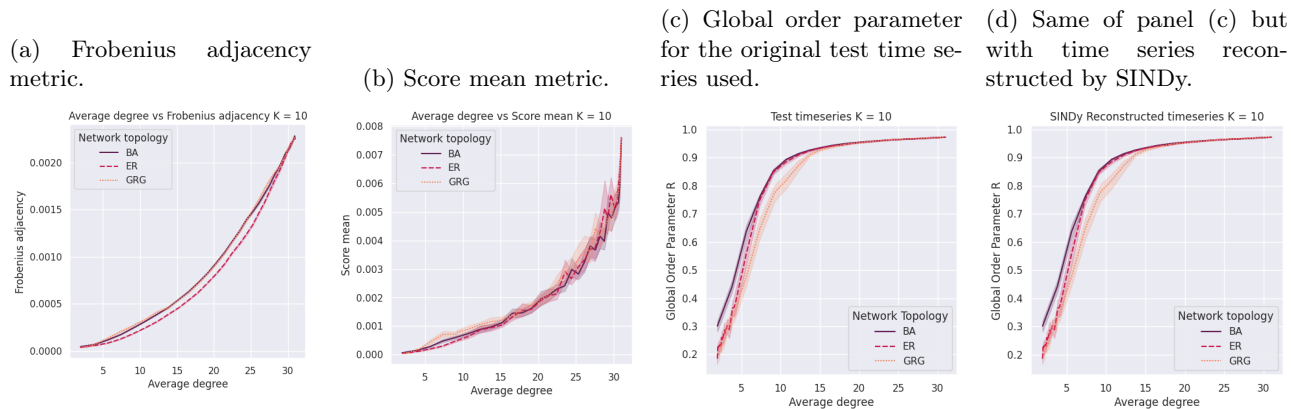 (a) Frobenius adjacency
metric.
Average degree vs Frobenius adjacency K = 10
Network topology
BA
ER
GRG
Frobenius adjacency
0.0020
0.0015
0.0010
0.0005
0.0000
5 10 15 20 25 30
Average degree
(b) Score mean metric.
Average degree vs Score mean K = 10
Network topology
BA
ER
GRG
Score mean
0.008
0.007
0.006
0.005
0.004
0.003
0.002
0.001
0.000
5 10 15 20 25 30
Average degree
(c) Global order parameter
for the original test time se-
ries used.
Test timeseries K = 10
Global Order Parameter R
1.0
0.9
0.8
0.7
0.6
0.5
0.4
0.3
0.2
Network Topology
BA
ER
GRG
5 10 15 20 25 30
Average degree
(d) Same of panel (c) but
with time series recon-
structed by SINDy.
SINDy Reconstructed timeseries K = 10
Global Order Parameter R
1.0
0.9
0.8
0.7
0.6
0.5
0.4
0.3
0.2
Network Topology
BA
ER
GRG
5 10 15 20 25 30
Average degree